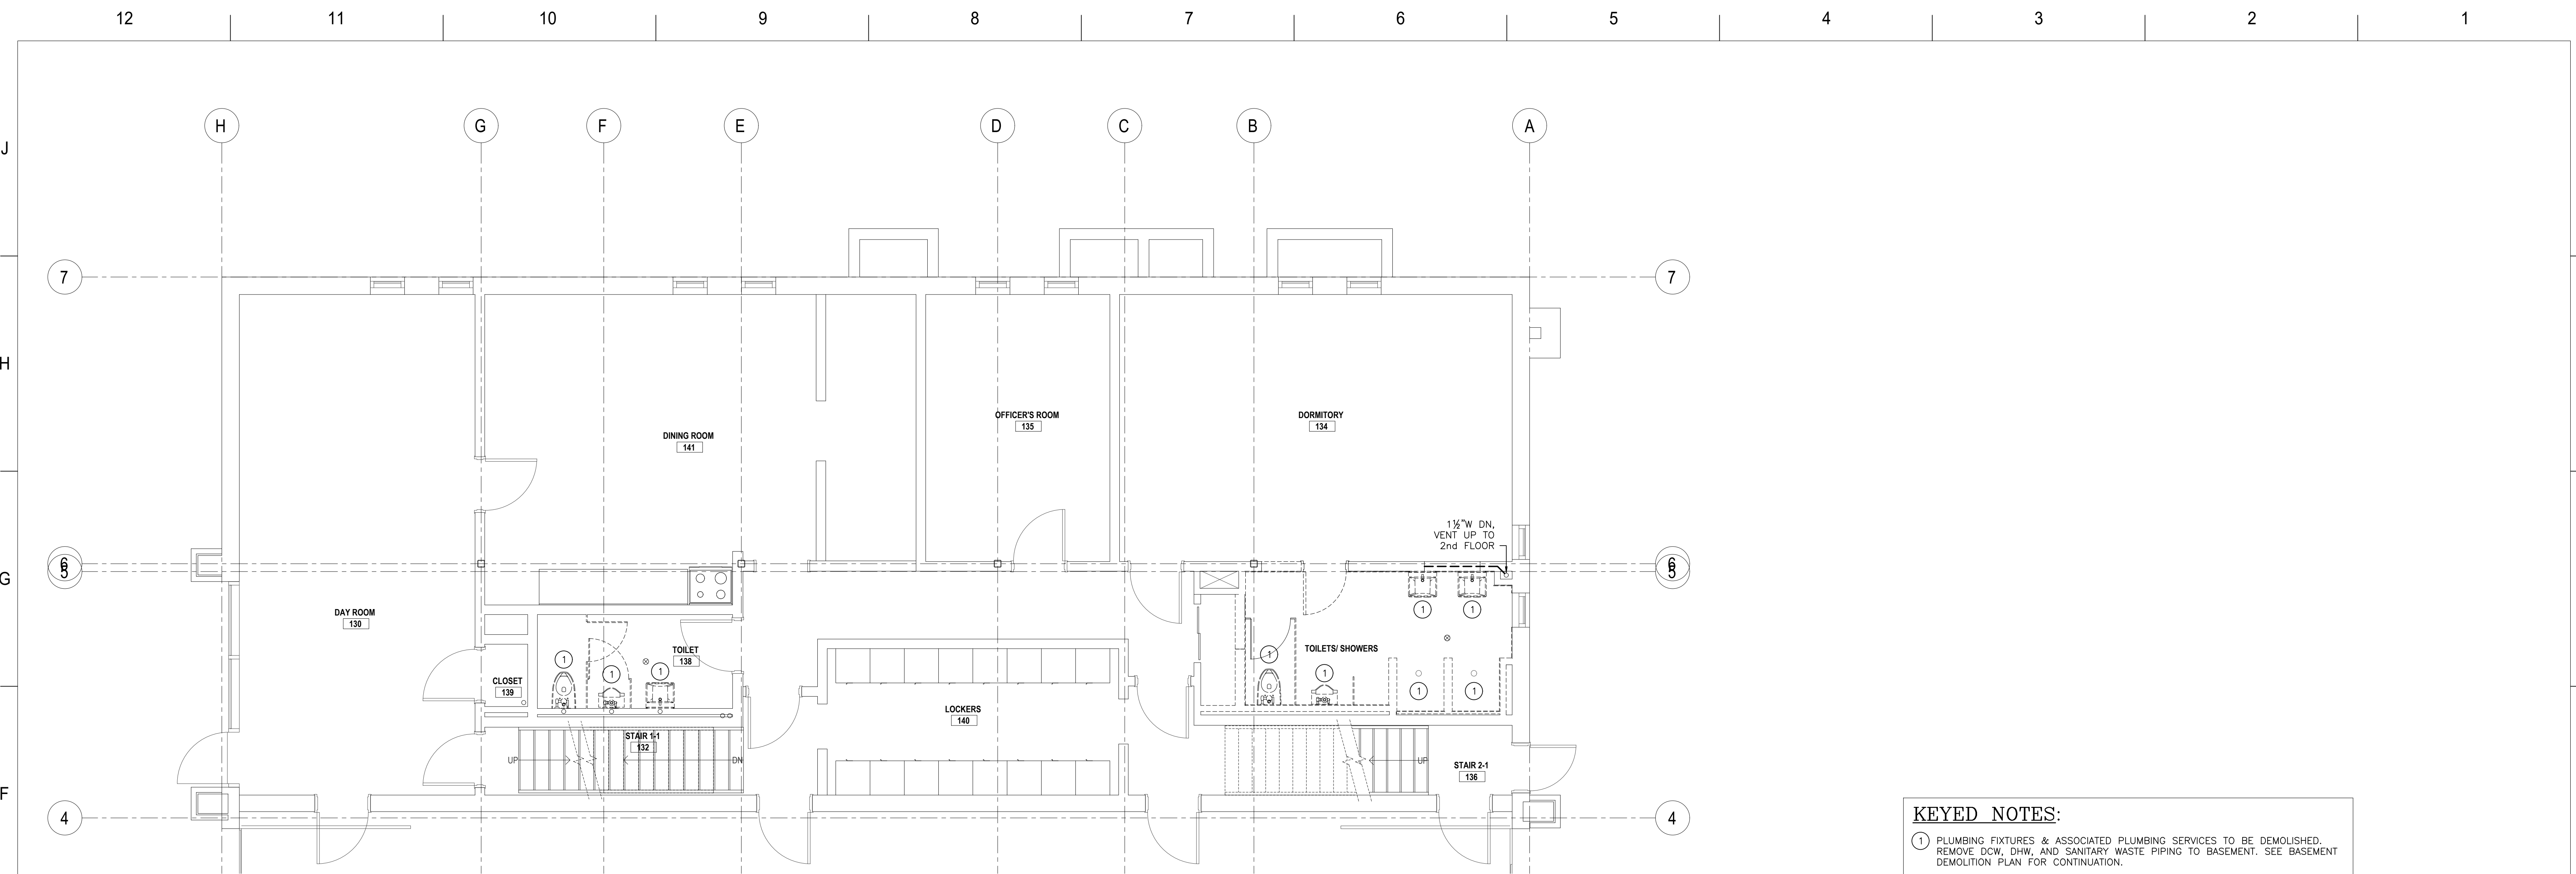 12 11 10 9 8 7 6 5 4 3 2 1
H G F E D C B A
J
7 7
H
OFFICER'S ROOM
135
DORMITORY
134
DINING ROOM
141
1½"W DN,
VENT UP TO
2nd FLOOR
6 6
5 5
G
DAY ROOM
130
1 1
TOILET
138
TOILETS/ SHOWERS
1 1 1
1 1
1 1
CLOSET
139
LOCKERS
140
STAIR 1-1
132
UP DN
UP
STAIR 2-1
136
F
4 4
KEYED NOTES:
1 PLUMBING FIXTURES & ASSOCIATED PLUMBING SERVICES TO BE DEMOLISHED.
REMOVE DCW, DHW, AND SANITARY WASTE PIPING TO BASEMENT. SEE BASEMENT
DEMOLITION PLAN FOR CONTINUATION.